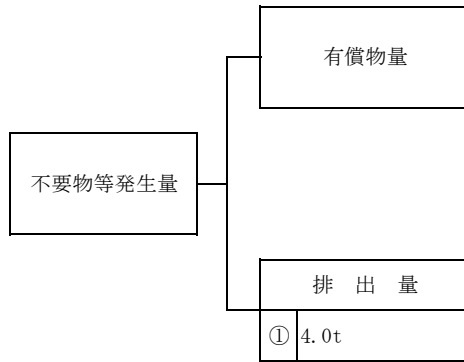 有償物量
不要物等発生量
排 出 量
① 4.0t